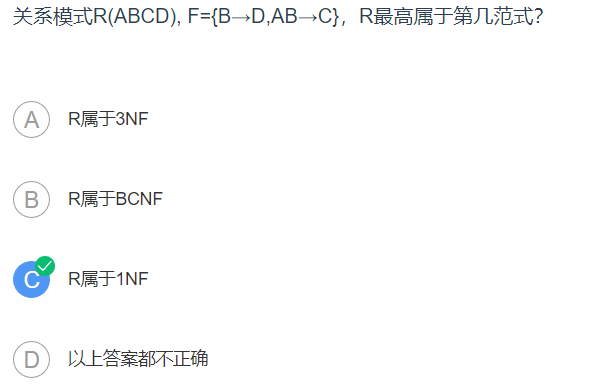 关系模式R(ABCD), F={B→D,AB→C}，R最高属于第几范式?
A R属于3NF
B R属于BCNF
C R属于1NF
D 以上答案都不正确